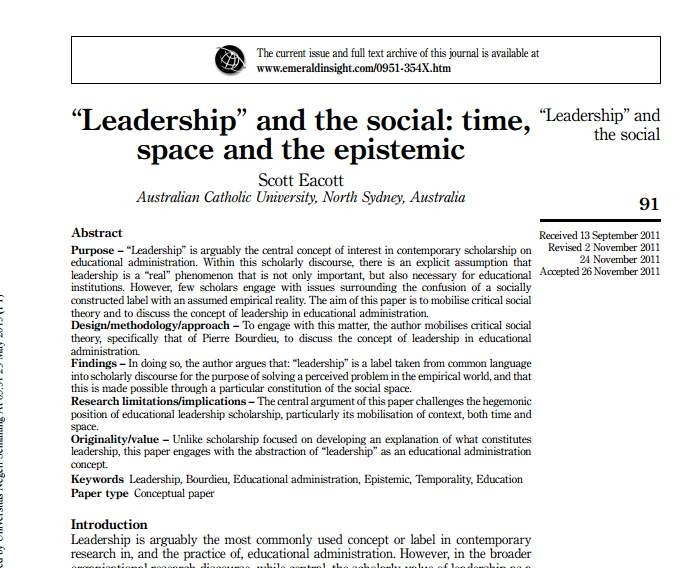 The current issue and full text archive of this journal is available at
www.emeraldinsight.com/0951-354X.htm
“Leadership” and the social: time,
space and the epistemic
Scott Eacott
Australian Catholic University, North Sydney, Australia
“Leadership” and
the social
91
Received 13 September 2011
Revised 2 November 2011
24 November 2011
Accepted 26 November 2011
Abstract
Purpose – “Leadership” is arguably the central concept of interest in contemporary scholarship on
educational administration. Within this scholarly discourse, there is an explicit assumption that
leadership is a “real” phenomenon that is not only important, but also necessary for educational
institutions. However, few scholars engage with issues surrounding the confusion of a socially
constructed label with an assumed empirical reality. The aim of this paper is to mobilise critical social
theory and to discuss the concept of leadership in educational administration.
Design/methodology/approach – To engage with this matter, the author mobilises critical social
theory, specifically that of Pierre Bourdieu, to discuss the concept of leadership in educational
administration.
Findings – In doing so, the author argues that: “leadership” is a label taken from common language
into scholarly discourse for the purpose of solving a perceived problem in the empirical world, and that
this is made possible through a particular constitution of the social space.
Research limitations/implications – The central argument of this paper challenges the hegemonic
position of educational leadership scholarship, particularly its mobilisation of context, both time and
space.
Originality/value – Unlike scholarship focused on developing an explanation of what constitutes
leadership, this paper engages with the abstraction of “leadership” as an educational administration
concept.
Keywords Leadership, Bourdieu, Educational administration, Epistemic, Temporality, Education
Paper type Conceptual paper
Introduction
Leadership is arguably the most commonly used concept or label in contemporary
research in, and the practice of, educational administration. However, in the broader